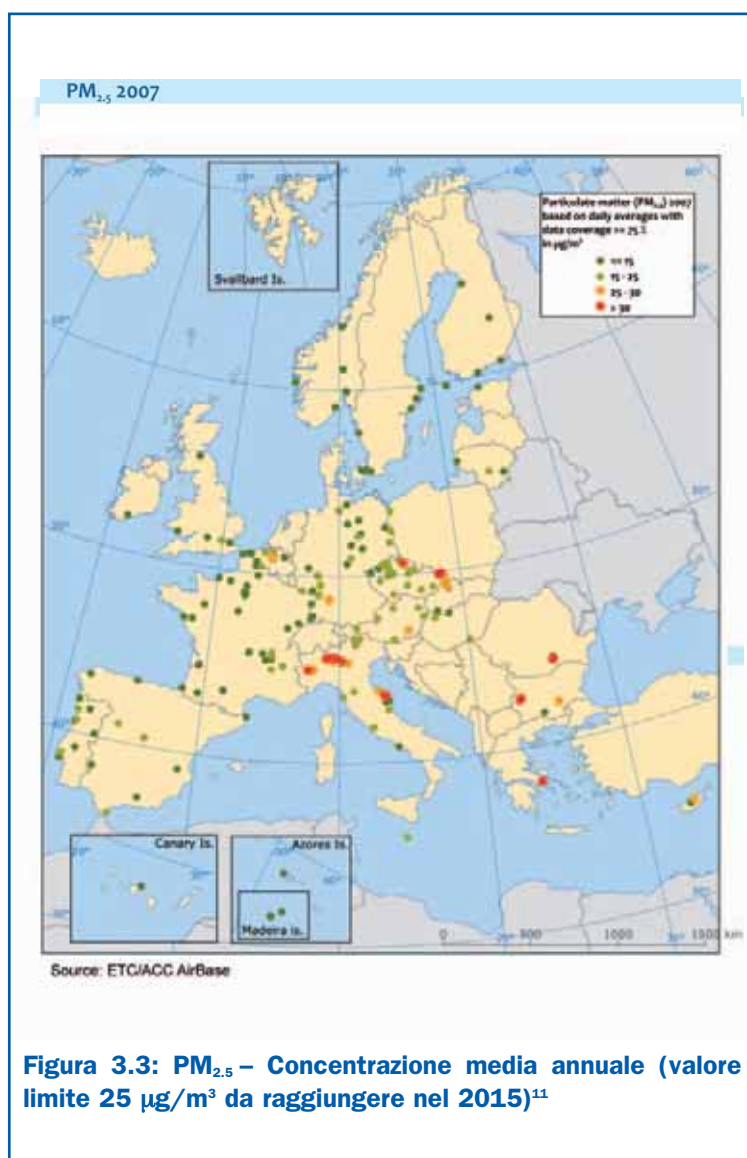 PM₂.₅ 2007
Svallbard Is.
Particulate matter (PM₂.₅) 2007
based on daily averages with
data coverage >= 75 %
in µg/m³
<= 15
15 - 25
25 - 30
> 30
Canary Is.
Azores Is.
Madeira is.
0 500 1000 1500 km
Source: ETC/ACC AirBase
Figura 3.3: PM₂.₅ – Concentrazione media annuale (valore
limite 25 µg/m³ da raggiungere nel 2015)¹¹